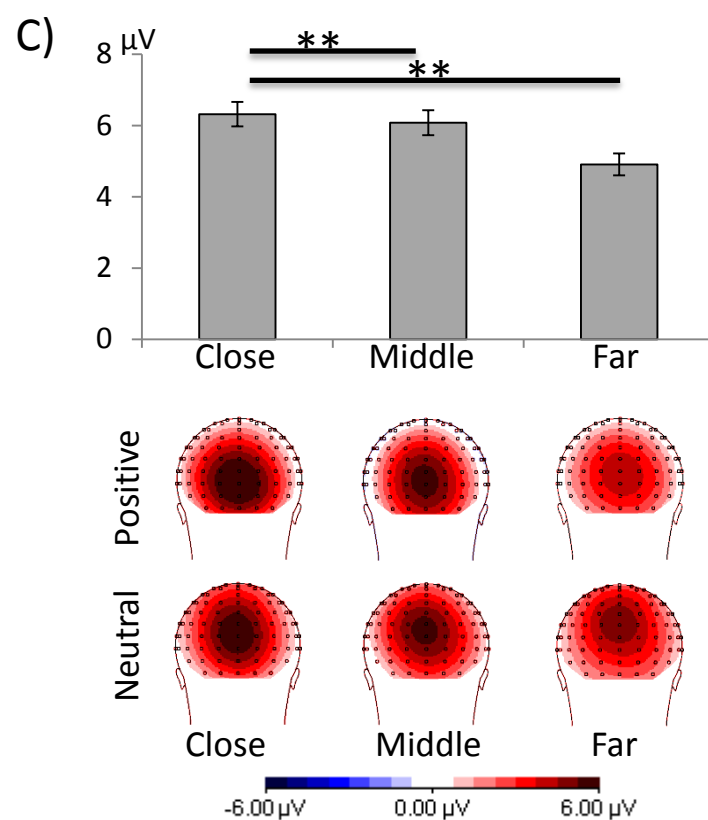 C)
µV
**
**
8
6
4
2
0
Close Middle Far
Positive
Neutral
Close Middle Far
-6.00 µV 0.00 µV 6.00 µV